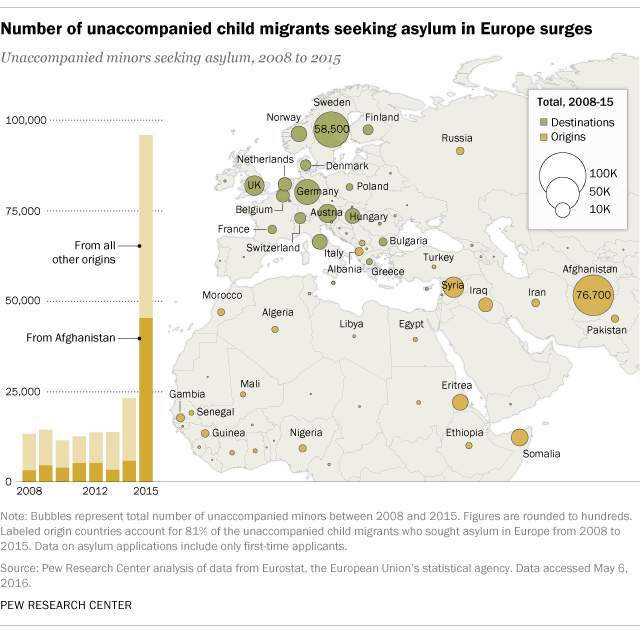 Number of unaccompanied child migrants seeking asylum in Europe surges
Unaccompanied minors seeking asylum, 2008 to 2015
100,000
75,000
From all
other origins
50,000
From Afghanistan
25,000
0
2008
2012
2015
Total, 2008-15
Destinations
Origins
100K
50K
10K
Sweden
Norway
58,500
Finland
Russia
Netherlands
Denmark
UK
Germany
Poland
Belgium
Austria
Hungary
France
Switzerland
Italy
Bulgaria
Albania
Greece
Turkey
Afghanistan
Syria
Iraq
Iran
76,700
Pakistan
Morocco
Algeria
Libya
Egypt
Gambia
Mali
Eritrea
Senegal
Guinea
Nigeria
Ethiopia
Somalia
Note: Bubbles represent total number of unaccompanied minors between 2008 and 2015. Figures are rounded to hundreds.
Labeled origin countries account for 81% of the unaccompanied child migrants who sought asylum in Europe from 2008 to
2015. Data on asylum applications include only first-time applicants.
Source: Pew Research Center analysis of data from Eurostat, the European Union's statistical agency. Data accessed May 6,
2016.
PEW RESEARCH CENTER